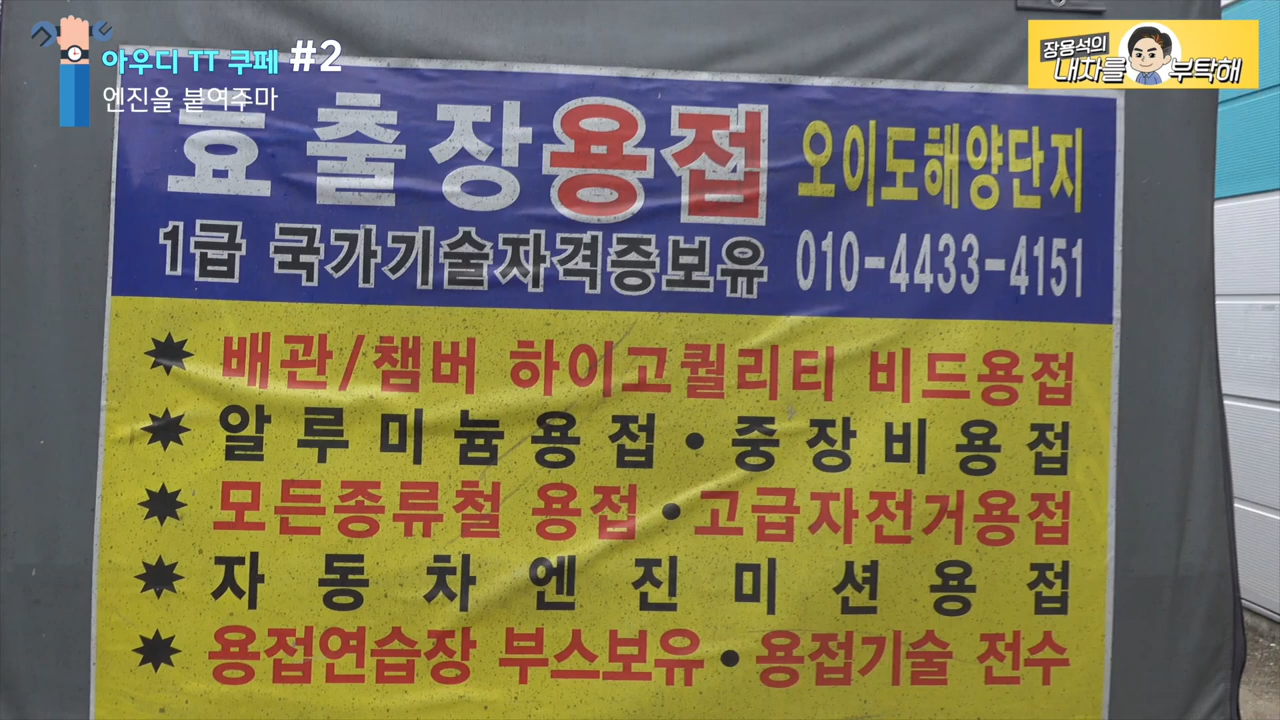 아우디 TT 쿠페 #2
엔진을 붙여주마
장용석의
내차를 부탁해
효출장용접 오이도해양단지
1급 국가기술자격증보유 010-4433-4151
배관/챔버 하이고퀄리티 비드용접
알루미늄용접·중장비용접
모든종류철 용접·고급자전거용접
자동차엔진미션용접
용접연습장 부스보유·용접기술 전수